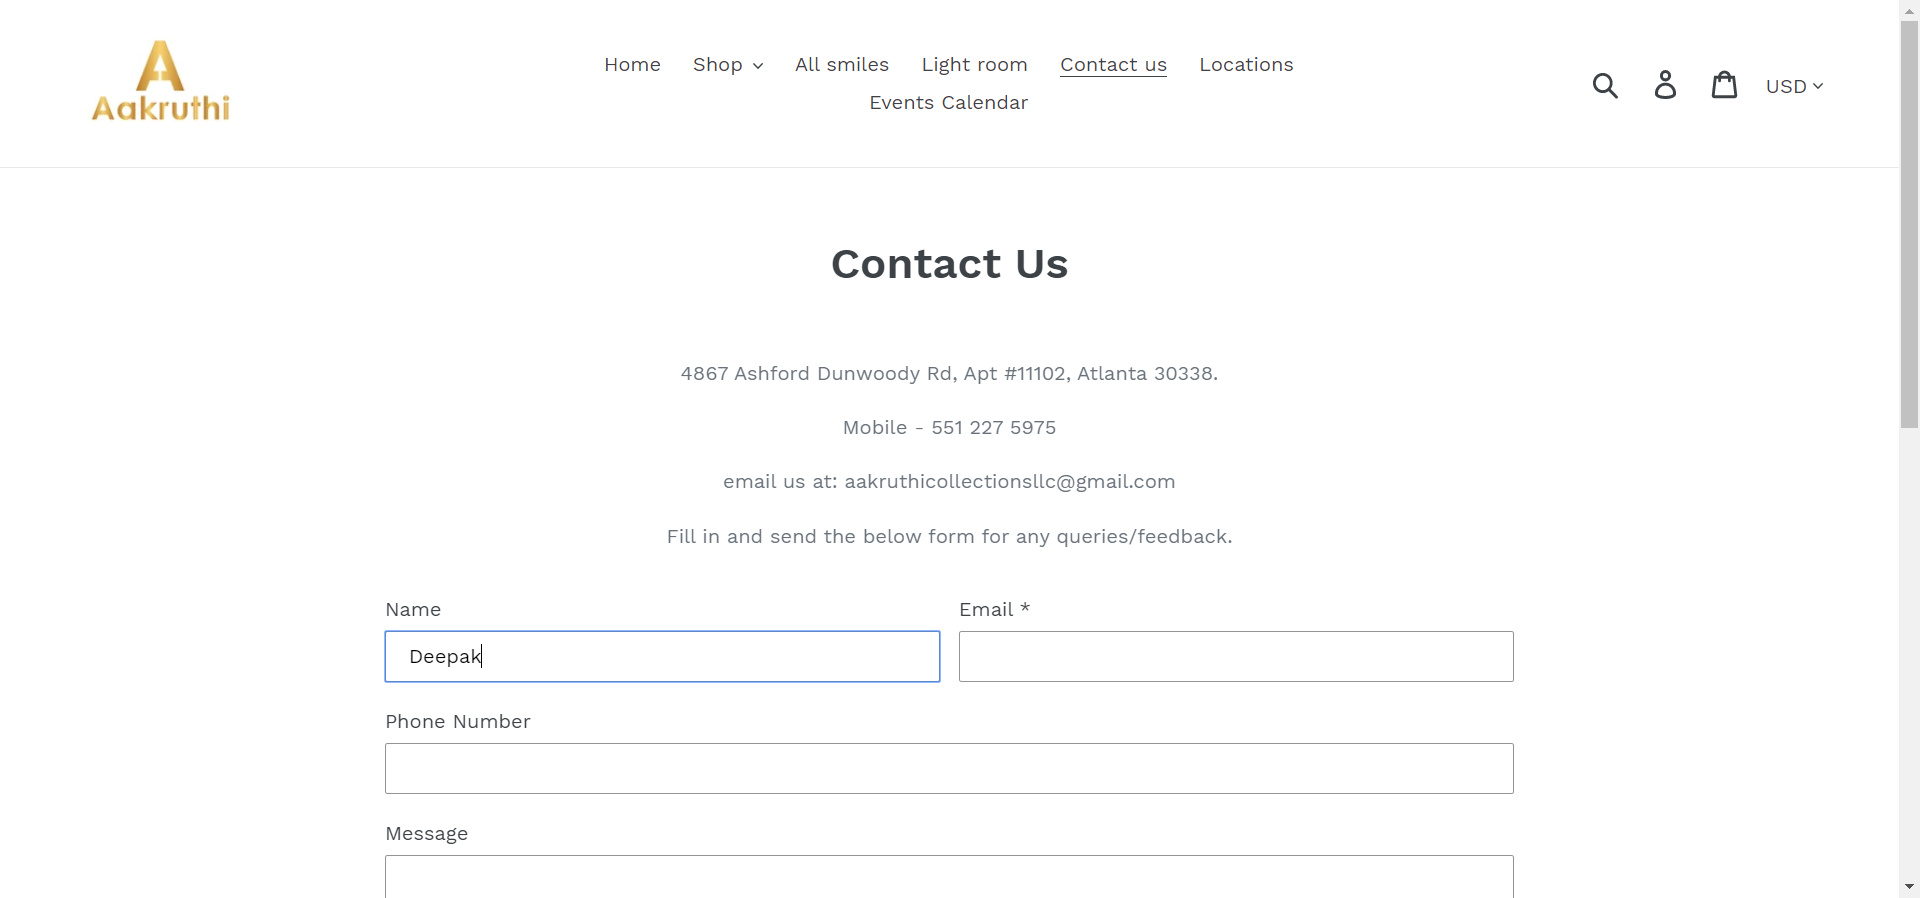 A
Aakruthi
Home Shop All smiles Light room Contact us Locations
Events Calendar
USD
Contact Us
4867 Ashford Dunwoody Rd, Apt #11102, Atlanta 30338.
Mobile - 551 227 5975
email us at: aakruthicollectionsllc@gmail.com
Fill in and send the below form for any queries/feedback.
Name Email *
Deepak
Phone Number
Message